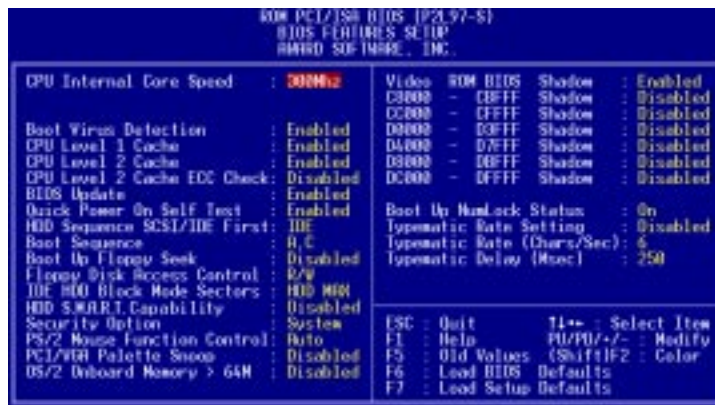 ROM PCI/ISA BIOS (P2L97-S)
BIOS FEATURES SETUP
AWARD SOFTWARE, INC.
CPU Internal Core Speed : 300Mhz
Boot Virus Detection : Enabled
CPU Level 1 Cache : Enabled
CPU Level 2 Cache : Enabled
CPU Level 2 Cache ECC Check: Disabled
BIOS Update : Enabled
Quick Power On Self Test : Enabled
HDD Sequence SCSI/IDE First: IDE
Boot Sequence : A,C
Boot Up Floppy Seek : Disabled
Floppy Disk Access Control : R/W
IDE HDD Block Mode Sectors : HDD MAX
HDD S.M.A.R.T. Capability : Disabled
Security Option : System
PS/2 Mouse Function Control: Auto
PCI/VGA Palette Snoop : Disabled
OS/2 Onboard Memory > 64M : Disabled
Video ROM BIOS Shadow : Enabled
C8000 - CBFFF Shadow : Disabled
CC000 - CFFFF Shadow : Disabled
D0000 - D3FFF Shadow : Disabled
D4000 - D7FFF Shadow : Disabled
D8000 - DBFFF Shadow : Disabled
DC000 - DFFFF Shadow : Disabled
Boot Up NumLock Status : On
Typematic Rate Setting : Disabled
Typematic Rate (Chars/Sec): 6
Typematic Delay (Msec) : 250
ESC : Quit ↑↓→← : Select Item
F1 : Help PU/PD/+/- : Modify
F5 : Old Values (Shift)F2 : Color
F6 : Load BIOS Defaults
F7 : Load Setup Defaults